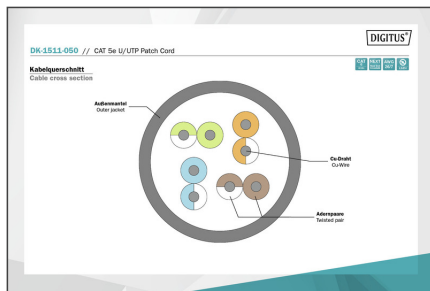 DIGITUS®
DK-1511-050 // CAT 5e U/UTP Patch Cord
Kabelquerschnitt
Cable cross section
Außenmantel
Outer jacket
Cu-Draht
Cu-Wire
Adernpaare
Twisted pair